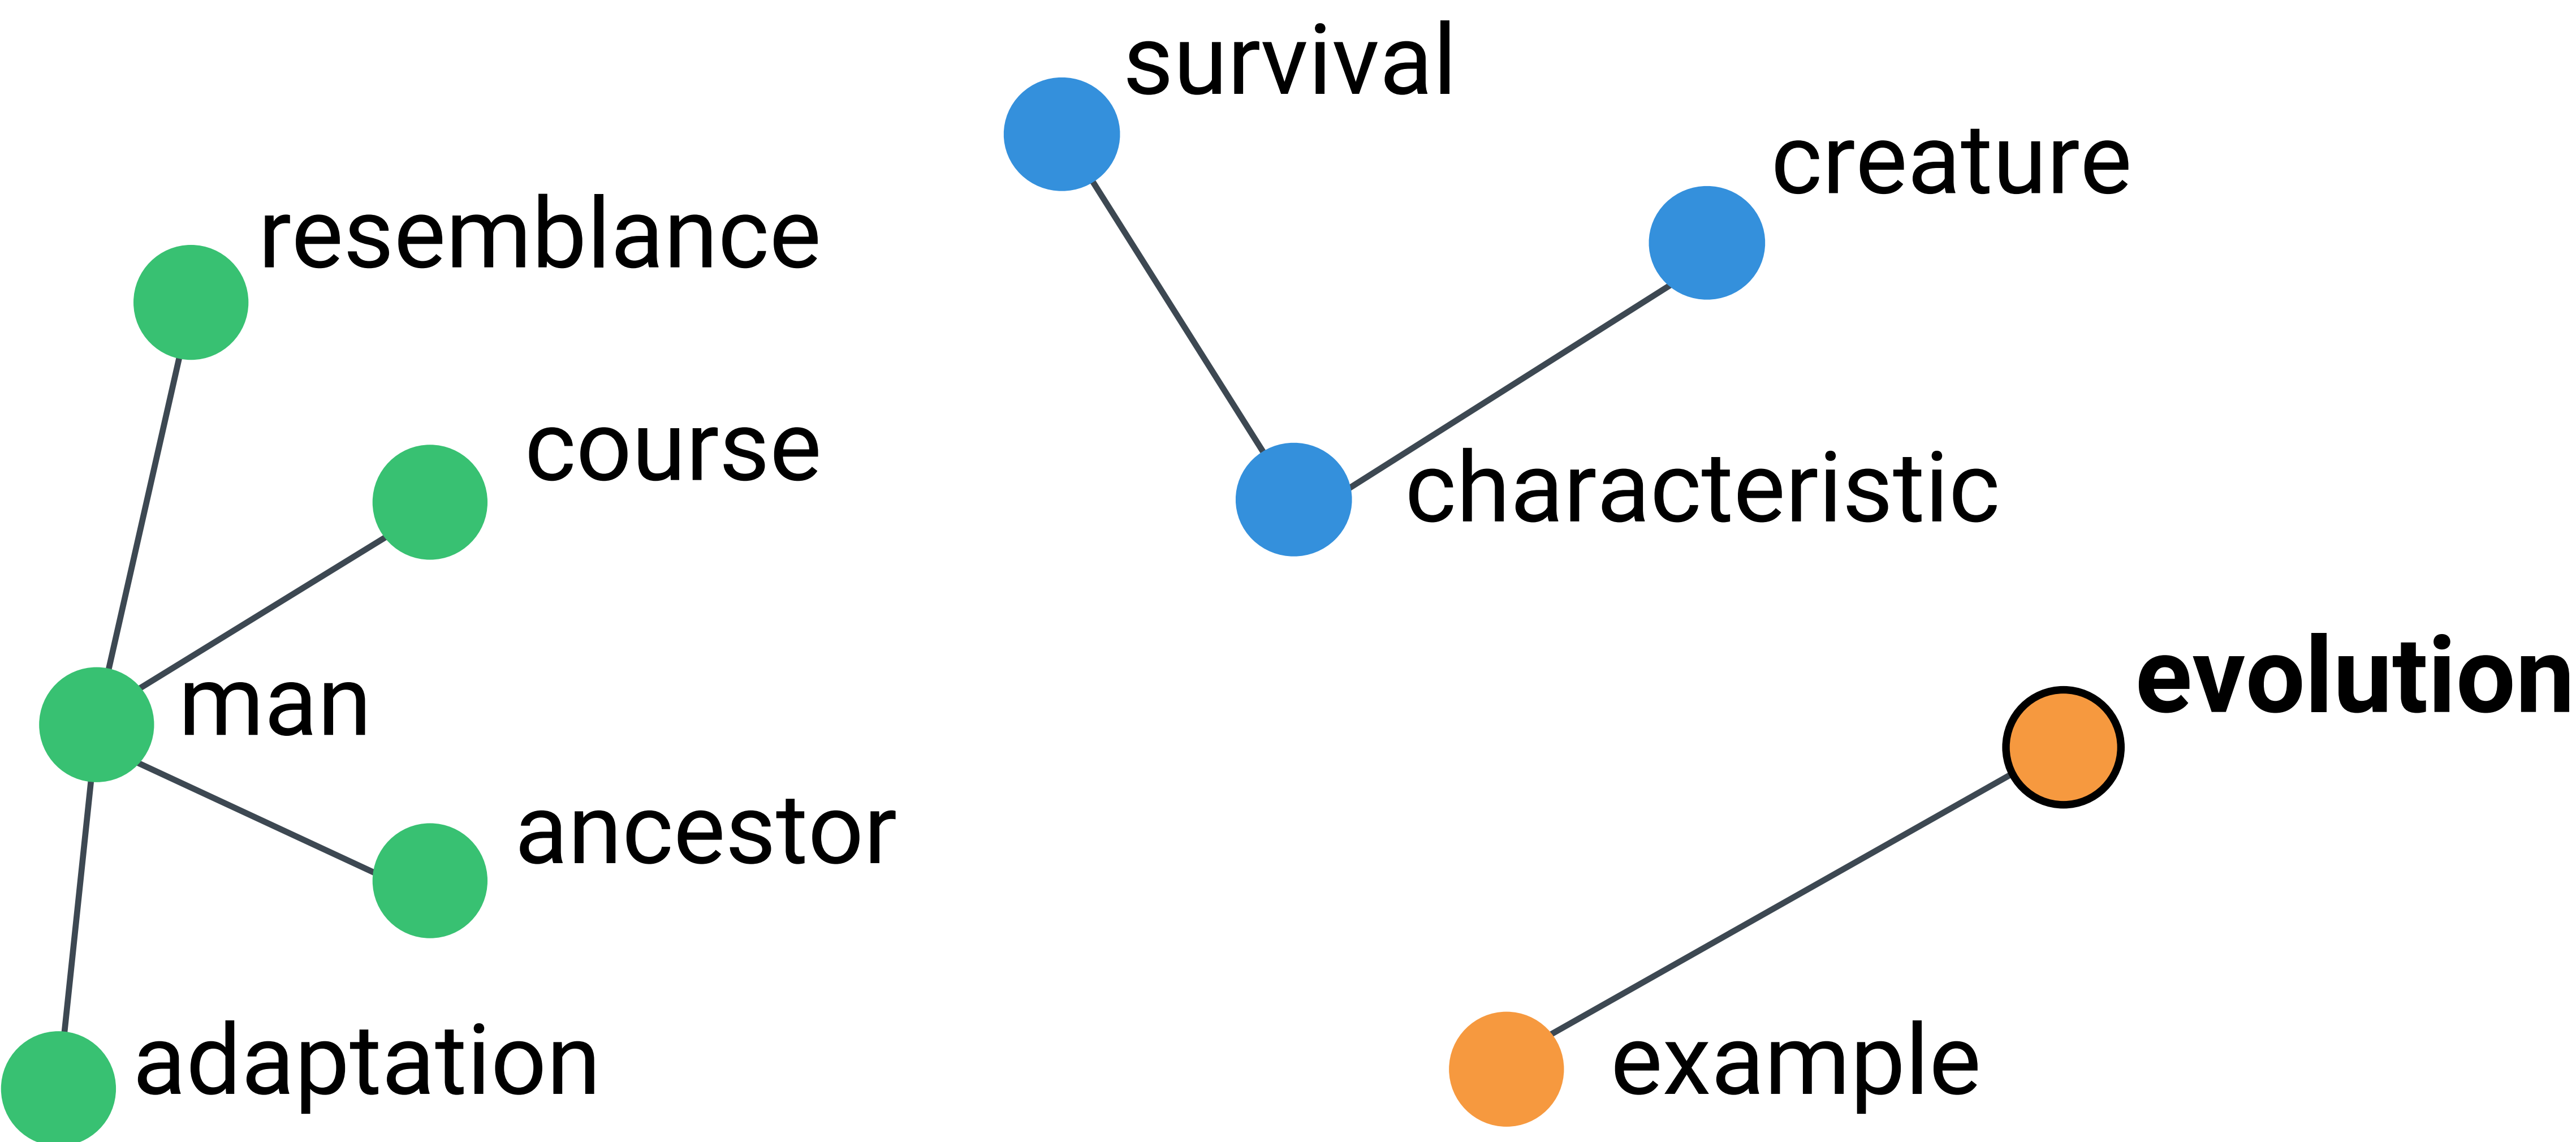 survival
creature
resemblance
course
characteristic
man
evolution
ancestor
adaptation
example